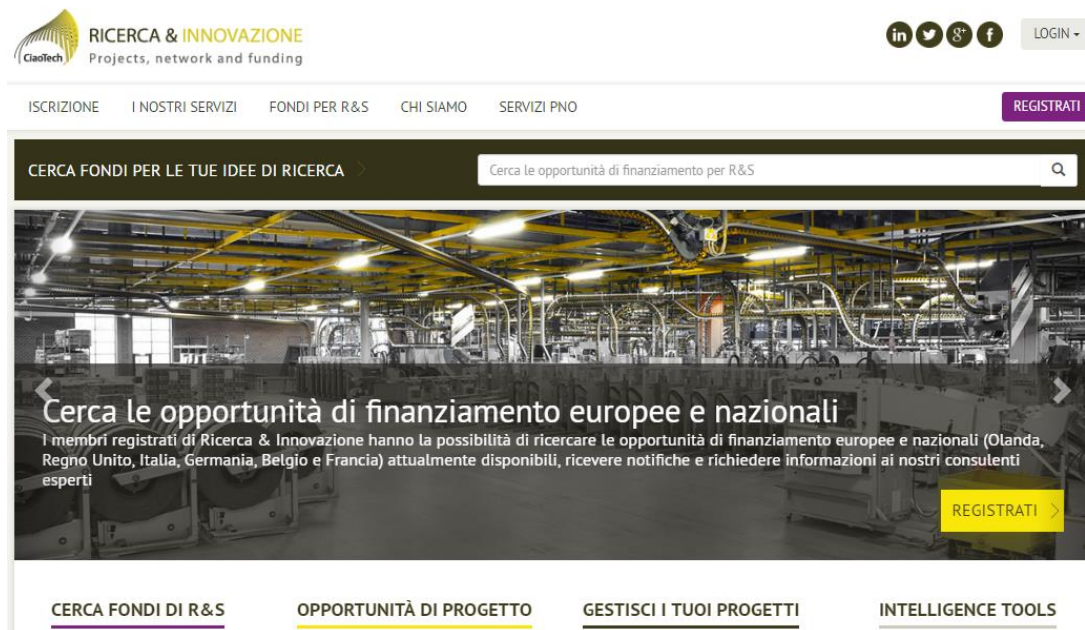 CiaoTech
RICERCA & INNOVAZIONE
Projects, network and funding
in g+ f
LOGIN
ISCRIZIONE I NOSTRI SERVIZI FONDI PER R&S CHI SIAMO SERVIZI PNO
REGISTRATI
CERCA FONDI PER LE TUE IDEE DI RICERCA
Cerca le opportunità di finanziamento per R&S
Cerca le opportunità di finanziamento europee e nazionali
I membri registrati di Ricerca & Innovazione hanno la possibilità di ricercare le opportunità di finanziamento europee e nazionali (Olanda,
Regno Unito, Italia, Germania, Belgio e Francia) attualmente disponibili, ricevere notifiche e richiedere informazioni ai nostri consulenti
esperti
REGISTRATI
CERCA FONDI DI R&S OPPORTUNITÀ DI PROGETTO GESTISCI I TUOI PROGETTI INTELLIGENCE TOOLS